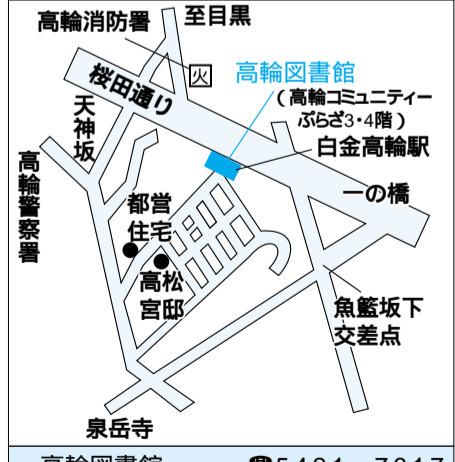 高輪消防署
至目黒
火
桜田通り
高輪図書館
(高輪コミュニティー
ぷらざ3・4階)
天神坂
白金高輪駅
高輪警察署
一の橋
都営
住宅
高松
宮邸
魚籃坂下
交差点
泉岳寺